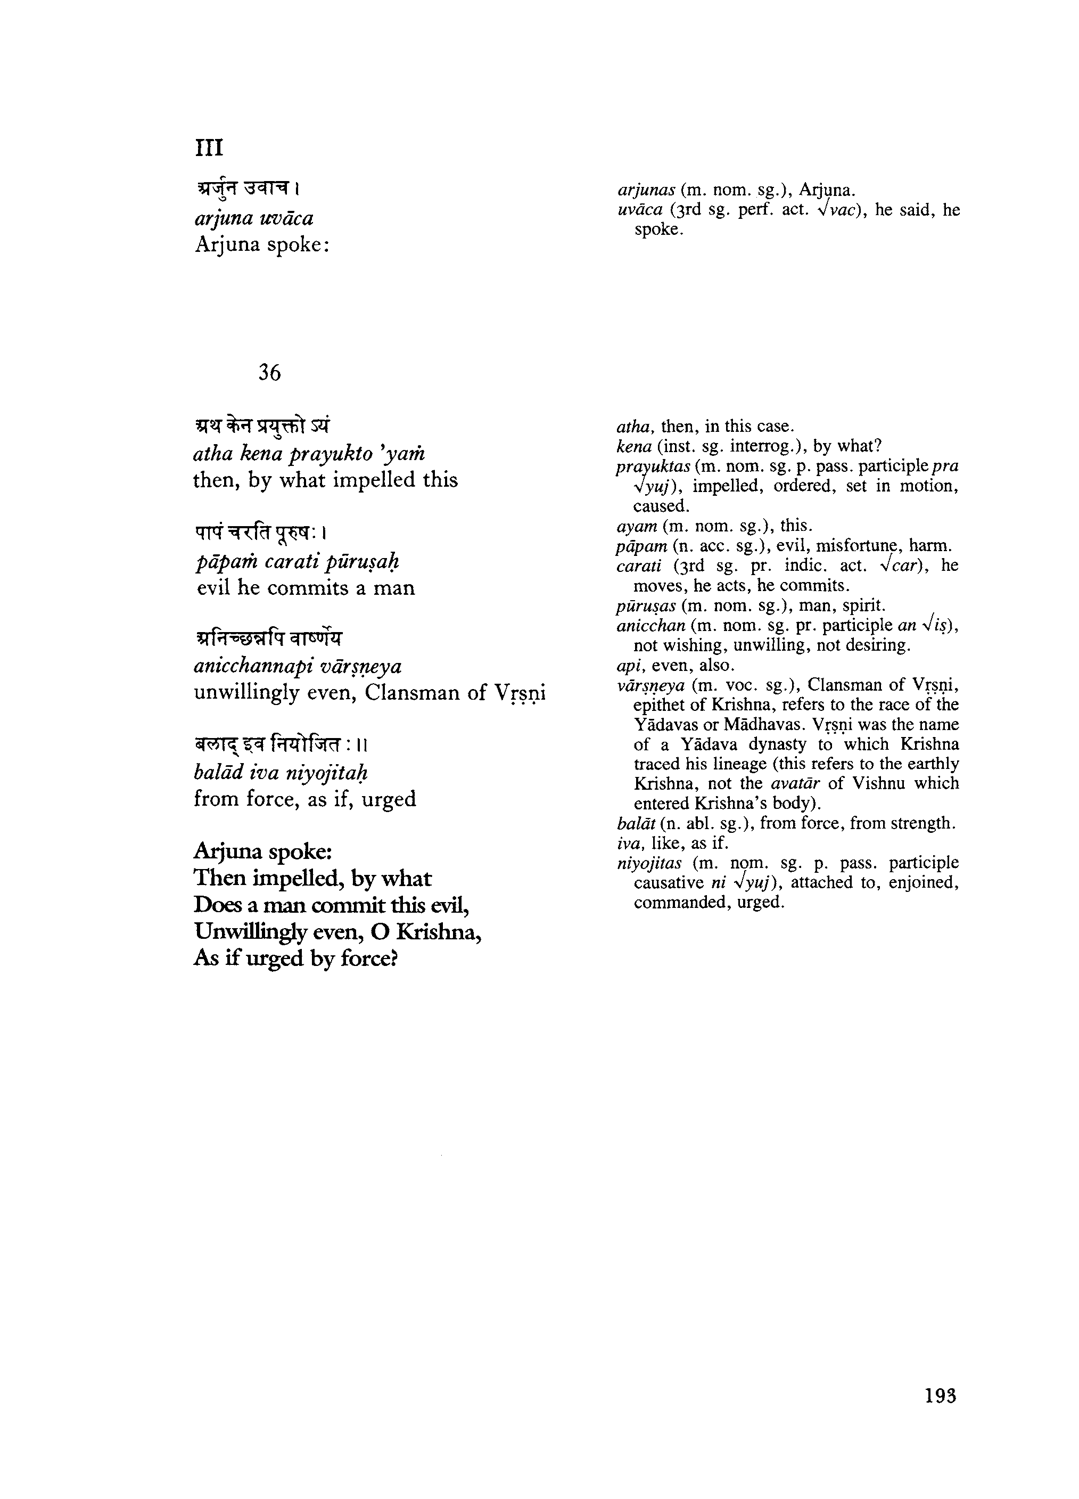 III
अर्जुन उवाच ।
arjuna uvāca
Arjuna spoke:
36
अथ केन प्रयुक्तो ऽयं
atha kena prayukto 'yaṁ
then, by what impelled this
पापं चरति पूरुषः ।
pāpaṁ carati pūruṣaḥ
evil he commits a man
अनिच्छन्नपि वार्ष्णेय
anicchannapi vārṣṇeya
unwillingly even, Clansman of Vṛṣṇi
बलाद् इव नियोजितः ॥
balād iva niyojitaḥ
from force, as if, urged
Arjuna spoke:
Then impelled, by what
Does a man commit this evil,
Unwillingly even, O Krishna,
As if urged by force?
arjunas (m. nom. sg.), Arjuna.
uvāca (3rd sg. perf. act. √vac), he said, he
spoke.
atha, then, in this case.
kena (inst. sg. interrog.), by what?
prayuktas (m. nom. sg. p. pass. participle pra
√yuj), impelled, ordered, set in motion,
caused.
ayam (m. nom. sg.), this.
pāpam (n. acc. sg.), evil, misfortune, harm.
carati (3rd sg. pr. indic. act. √car), he
moves, he acts, he commits.
pūruṣas (m. nom. sg.), man, spirit.
anicchan (m. nom. sg. pr. participle an √iṣ),
not wishing, unwilling, not desiring.
api, even, also.
vārṣṇeya (m. voc. sg.), Clansman of Vṛṣṇi,
epithet of Krishna, refers to the race of the
Yādavas or Mādhavas. Vṛṣṇi was the name
of a Yādava dynasty to which Krishna
traced his lineage (this refers to the earthly
Krishna, not the avatār of Vishnu which
entered Krishna's body).
balāt (n. abl. sg.), from force, from strength.
iva, like, as if.
niyojitas (m. nom. sg. p. pass. participle
causative ni √yuj), attached to, enjoined,
commanded, urged.
193